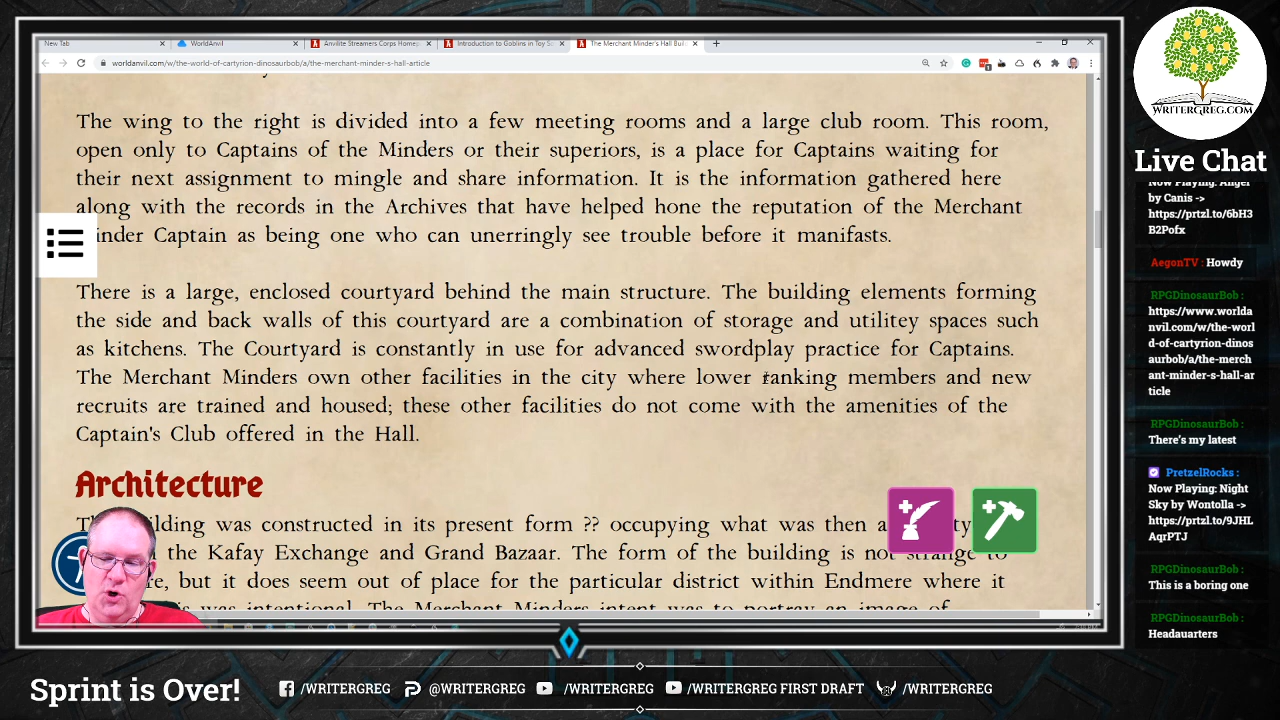 New Tab
WorldAnvil
Anvilite Streamers Corps Homep
Introduction to Goblins in Toy S
The Merchant Minder's Hall Buil
worldanvil.com/w/the-world-of-cartyrion-dinosaurbob/a/the-merchant-minder-s-hall-article
The wing to the right is divided into a few meeting rooms and a large club room. This room,
open only to Captains of the Minders or their superiors, is a place for Captains waiting for
their next assignment to mingle and share information. It is the information gathered here
along with the records in the Archives that have helped hone the reputation of the Merchant
inder Captain as being one who can unerringly see trouble before it manifasts.
There is a large, enclosed courtyard behind the main structure. The building elements forming
the side and back walls of this courtyard are a combination of storage and utilitey spaces such
as kitchens. The Courtyard is constantly in use for advanced swordplay practice for Captains.
The Merchant Minders own other facilities in the city where lower ranking members and new
recruits are trained and housed; these other facilities do not come with the amenities of the
Captain's Club offered in the Hall.
Architecture
building was constructed in its present form ?? occupying what was then a
the Kafay Exchange and Grand Bazaar. The form of the building is not strange to
but it does seem out of place for the particular district within Endmere where it
was intentional. The Merchant Minders intent was to portray an image of
WRITERGREG.COM
Live Chat
Now Playing: Anger
by Canis ->
https://prtzl.to/6bH3
B2Pofx
AegonTV : Howdy
RPGDinosaurBob :
https://www.worlda
nvil.com/w/the-worl
d-of-cartyrion-dinos
aurbob/a/the-merch
ant-minder-s-hall-ar
ticle
RPGDinosaurBob :
There's my latest
PretzelRocks :
Now Playing: Night
Sky by Wontolla ->
https://prtzl.to/9JHL
AqrPTJ
RPGDinosaurBob :
This is a boring one
RPGDinosaurBob :
Headauarters
Sprint is Over!
/WRITERGREG
@WRITERGREG
/WRITERGREG
/WRITERGREG FIRST DRAFT
/WRITERGREG